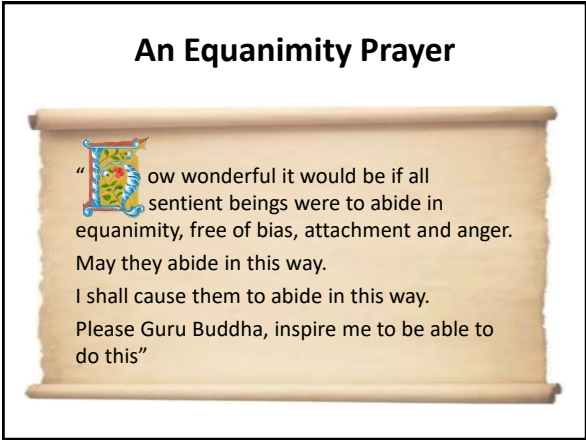 An Equanimity Prayer
“How wonderful it would be if all
sentient beings were to abide in
equanimity, free of bias, attachment and anger.
May they abide in this way.
I shall cause them to abide in this way.
Please Guru Buddha, inspire me to be able to
do this”